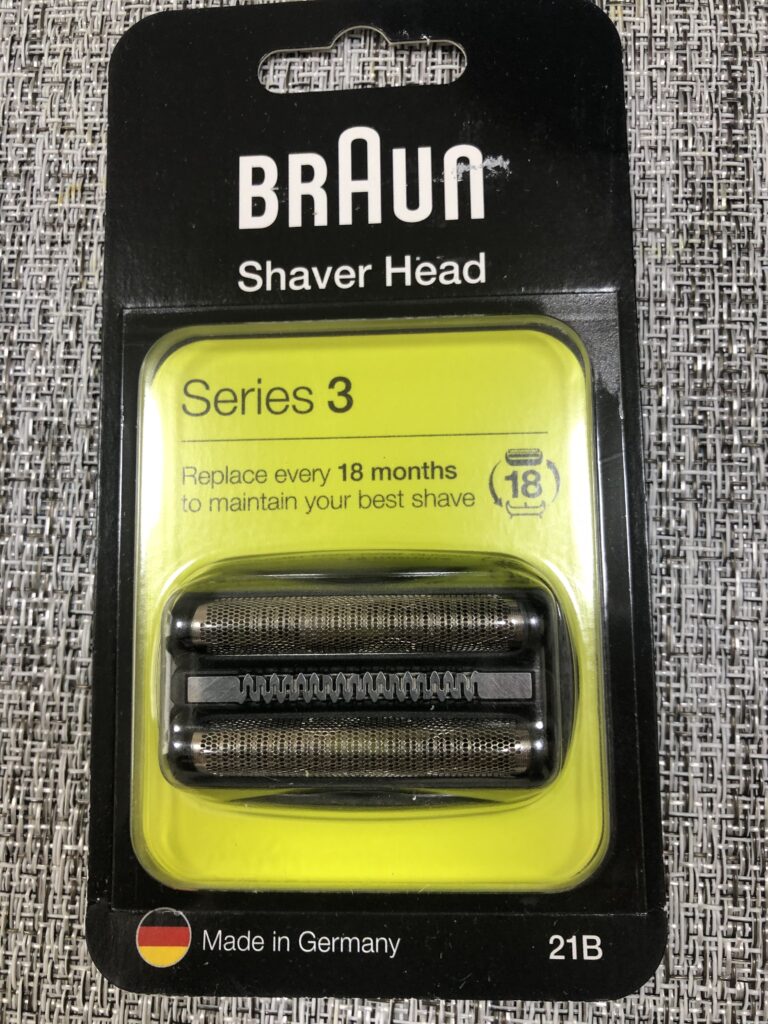 BRAUN
Shaver Head
Series 3
Replace every 18 months
to maintain your best shave
18
Made in Germany
21B